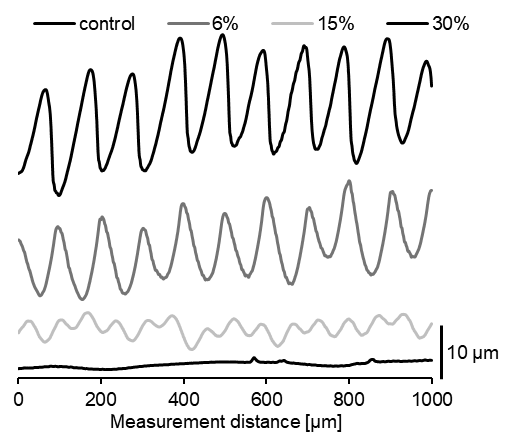 control 6% 15% 30%
10 µm
0 200 400 600 800 1000
Measurement distance [µm]